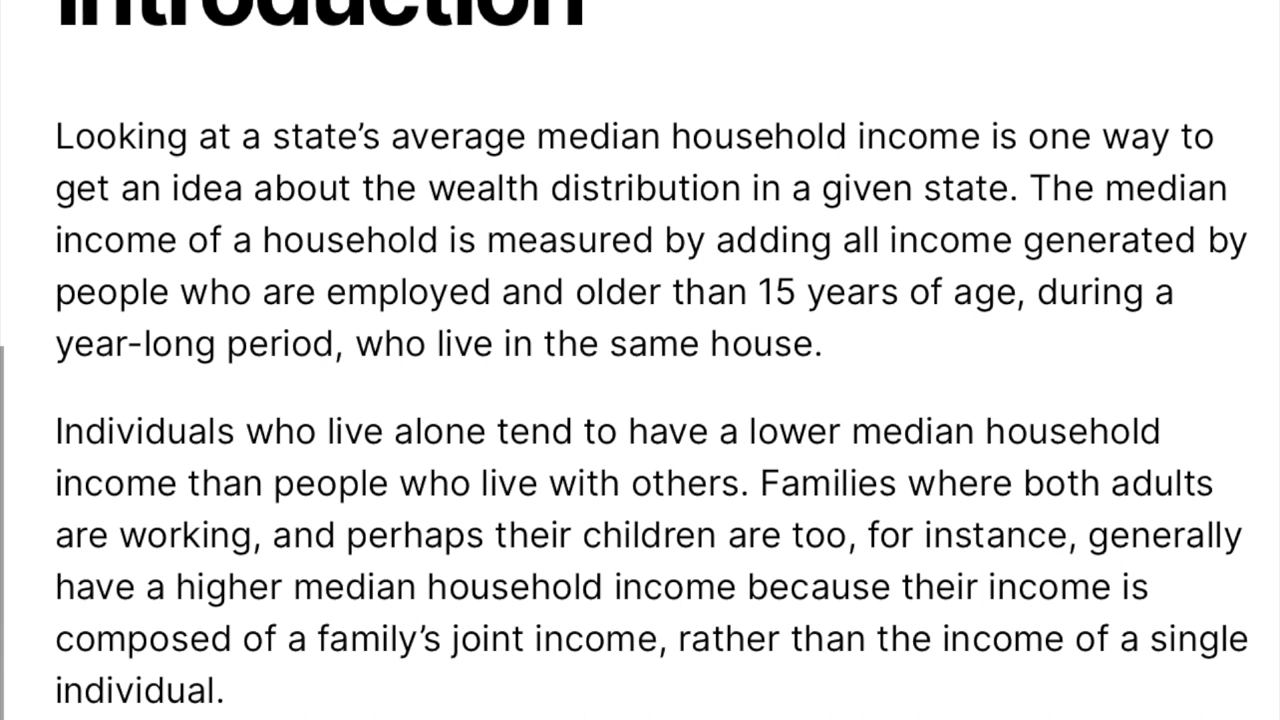 Introduction
Looking at a state’s average median household income is one way to
get an idea about the wealth distribution in a given state. The median
income of a household is measured by adding all income generated by
people who are employed and older than 15 years of age, during a
year-long period, who live in the same house.
Individuals who live alone tend to have a lower median household
income than people who live with others. Families where both adults
are working, and perhaps their children are too, for instance, generally
have a higher median household income because their income is
composed of a family’s joint income, rather than the income of a single
individual.